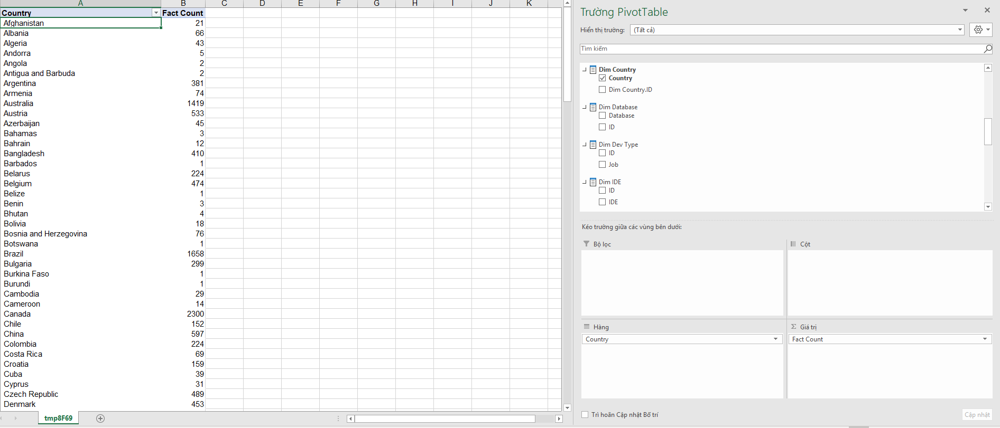 A B C D E F G H I J K
Country Fact Count
Afghanistan 21
Albania 66
Algeria 43
Andorra 5
Angola 2
Antigua and Barbuda 2
Argentina 381
Armenia 74
Australia 1419
Austria 533
Azerbaijan 45
Bahamas 3
Bahrain 12
Bangladesh 410
Barbados 1
Belarus 224
Belgium 474
Belize 1
Benin 3
Bhutan 4
Bolivia 18
Bosnia and Herzegovina 76
Botswana 1
Brazil 1658
Bulgaria 299
Burkina Faso 1
Burundi 1
Cambodia 29
Cameroon 14
Canada 2300
Chile 152
China 597
Colombia 224
Costa Rica 69
Croatia 159
Cuba 39
Cyprus 31
Czech Republic 489
Denmark 453
tmp8F69
Trường PivotTable
Hiển thị trường: (Tất cả)
Tìm kiếm
Dim Country
Country
Dim Country.ID
Dim Database
Database
ID
Dim Dev Type
ID
Job
Dim IDE
ID
IDE
Kéo trường giữa các vùng bên dưới:
Bộ lọc
Cột
Hàng
Country
Σ Giá trị
Fact Count
Trì hoãn Cập nhật Bố trí
Cập nhật